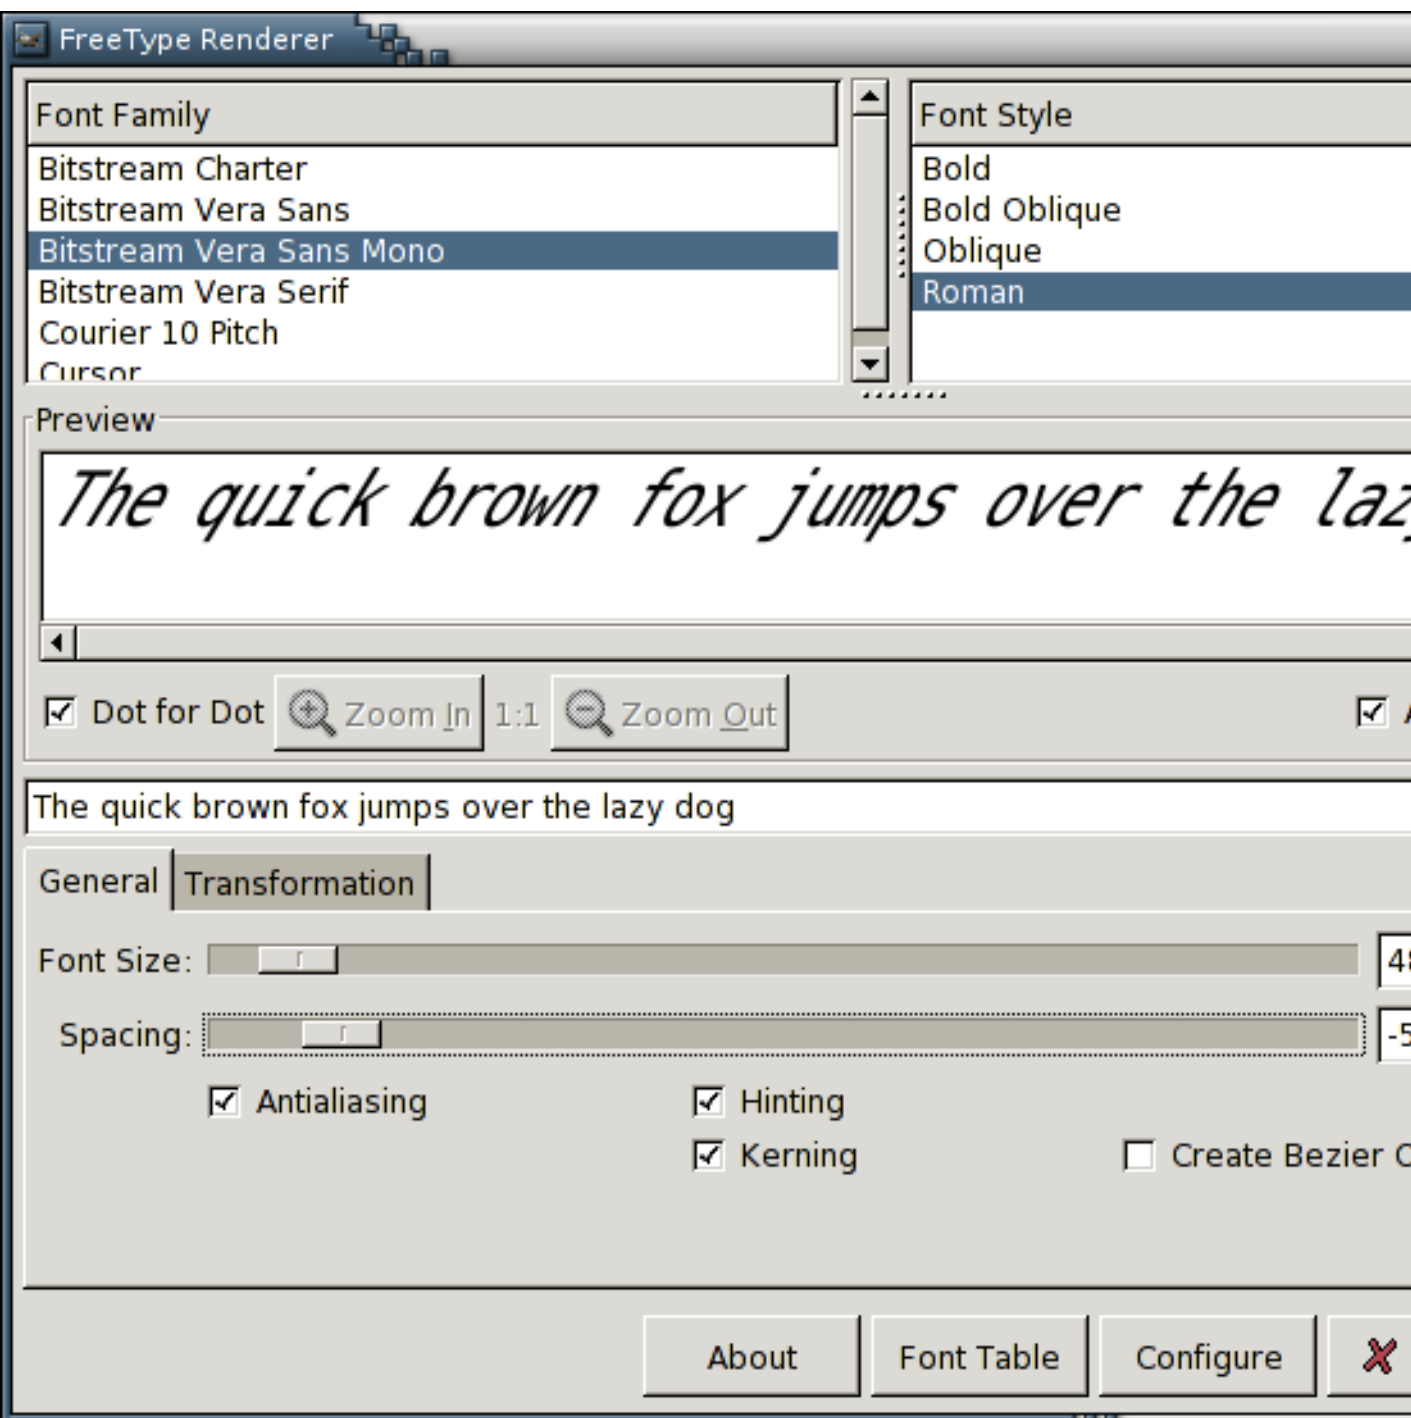 FreeType Renderer
Font Family
Bitstream Charter
Bitstream Vera Sans
Bitstream Vera Sans Mono
Bitstream Vera Serif
Courier 10 Pitch
Cursor
Font Style
Bold
Bold Oblique
Oblique
Roman
Preview
The quick brown fox jumps over the
Dot for Dot Zoom In 1:1 Zoom Out
The quick brown fox jumps over the lazy dog
General Transformation
Font Size:
Spacing: -5
Antialiasing Hinting
Kerning Create Bezier
About Font Table Configure